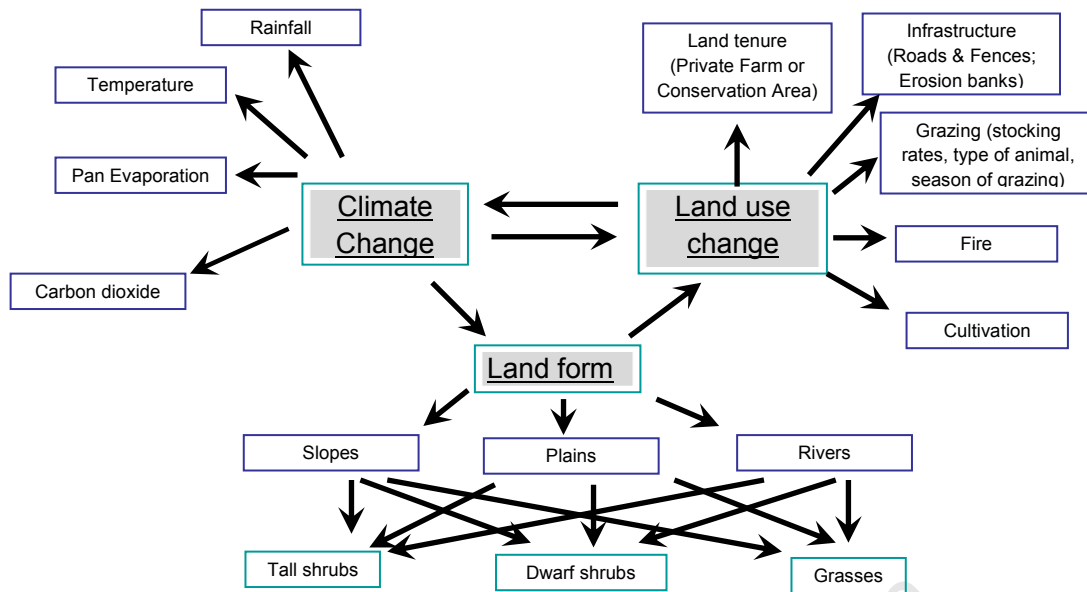 Rainfall
Temperature
Pan Evaporation
Carbon dioxide
Climate
Change
Land tenure
(Private Farm or
Conservation Area)
Infrastructure
(Roads & Fences;
Erosion banks)
Grazing (stocking
rates, type of animal,
season of grazing)
Land use
change
Fire
Cultivation
Land form
Slopes
Plains
Rivers
Tall shrubs
Dwarf shrubs
Grasses